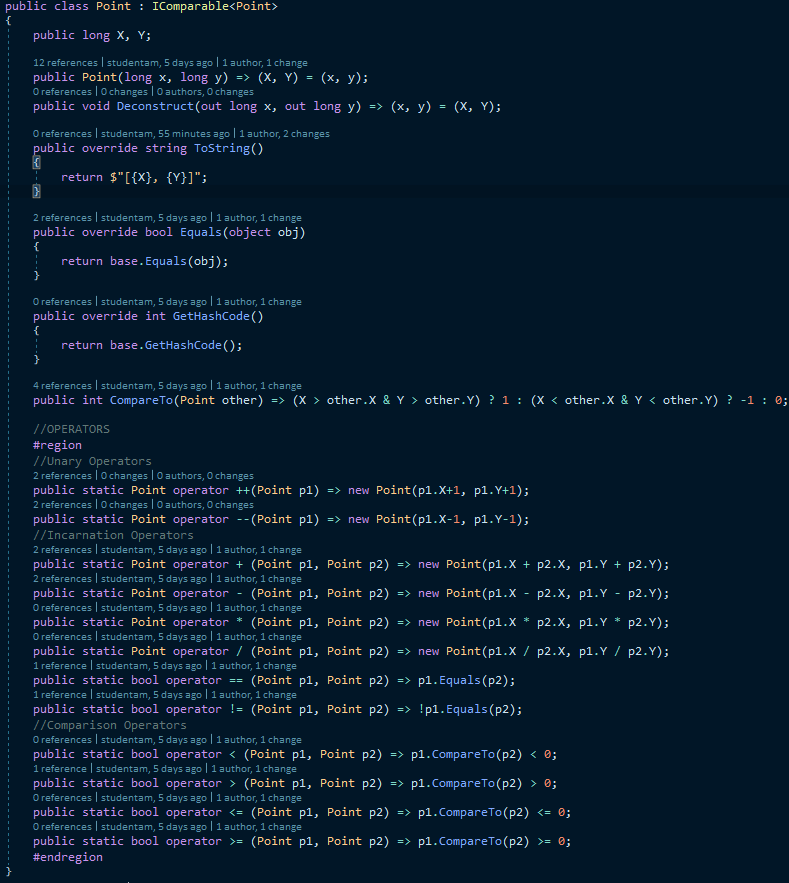 public class Point : IComparable<Point>
{
public long X, Y;
12 references | studentam, 5 days ago | 1 author, 1 change
public Point(long x, long y) => (X, Y) = (x, y);
0 references | 0 changes | 0 authors, 0 changes
public void Deconstruct(out long x, out long y) => (x, y) = (X, Y);
0 references | studentam, 55 minutes ago | 1 author, 2 changes
public override string ToString()
{
return $"[{X}, {Y}]";
}
2 references | studentam, 5 days ago | 1 author, 1 change
public override bool Equals(object obj)
{
return base.Equals(obj);
}
0 references | studentam, 5 days ago | 1 author, 1 change
public override int GetHashCode()
{
return base.GetHashCode();
}
4 references | studentam, 5 days ago | 1 author, 1 change
public int CompareTo(Point other) => (X > other.X & Y > other.Y) ? 1 : (X < other.X & Y < other.Y) ? -1 : 0;
//OPERATORS
#region
//Unary Operators
2 references | 0 changes | 0 authors, 0 changes
public static Point operator ++(Point p1) => new Point(p1.X+1, p1.Y+1);
2 references | 0 changes | 0 authors, 0 changes
public static Point operator --(Point p1) => new Point(p1.X-1, p1.Y-1);
//Incarnation Operators
2 references | studentam, 5 days ago | 1 author, 1 change
public static Point operator + (Point p1, Point p2) => new Point(p1.X + p2.X, p1.Y + p2.Y);
2 references | studentam, 5 days ago | 1 author, 1 change
public static Point operator - (Point p1, Point p2) => new Point(p1.X - p2.X, p1.Y - p2.Y);
0 references | studentam, 5 days ago | 1 author, 1 change
public static Point operator * (Point p1, Point p2) => new Point(p1.X * p2.X, p1.Y * p2.Y);
0 references | studentam, 5 days ago | 1 author, 1 change
public static Point operator / (Point p1, Point p2) => new Point(p1.X / p2.X, p1.Y / p2.Y);
1 reference | studentam, 5 days ago | 1 author, 1 change
public static bool operator == (Point p1, Point p2) => p1.Equals(p2);
1 reference | studentam, 5 days ago | 1 author, 1 change
public static bool operator != (Point p1, Point p2) => !p1.Equals(p2);
//Comparison Operators
0 references | studentam, 5 days ago | 1 author, 1 change
public static bool operator < (Point p1, Point p2) => p1.CompareTo(p2) < 0;
1 reference | studentam, 5 days ago | 1 author, 1 change
public static bool operator > (Point p1, Point p2) => p1.CompareTo(p2) > 0;
0 references | studentam, 5 days ago | 1 author, 1 change
public static bool operator <= (Point p1, Point p2) => p1.CompareTo(p2) <= 0;
0 references | studentam, 5 days ago | 1 author, 1 change
public static bool operator >= (Point p1, Point p2) => p1.CompareTo(p2) >= 0;
#endregion
}